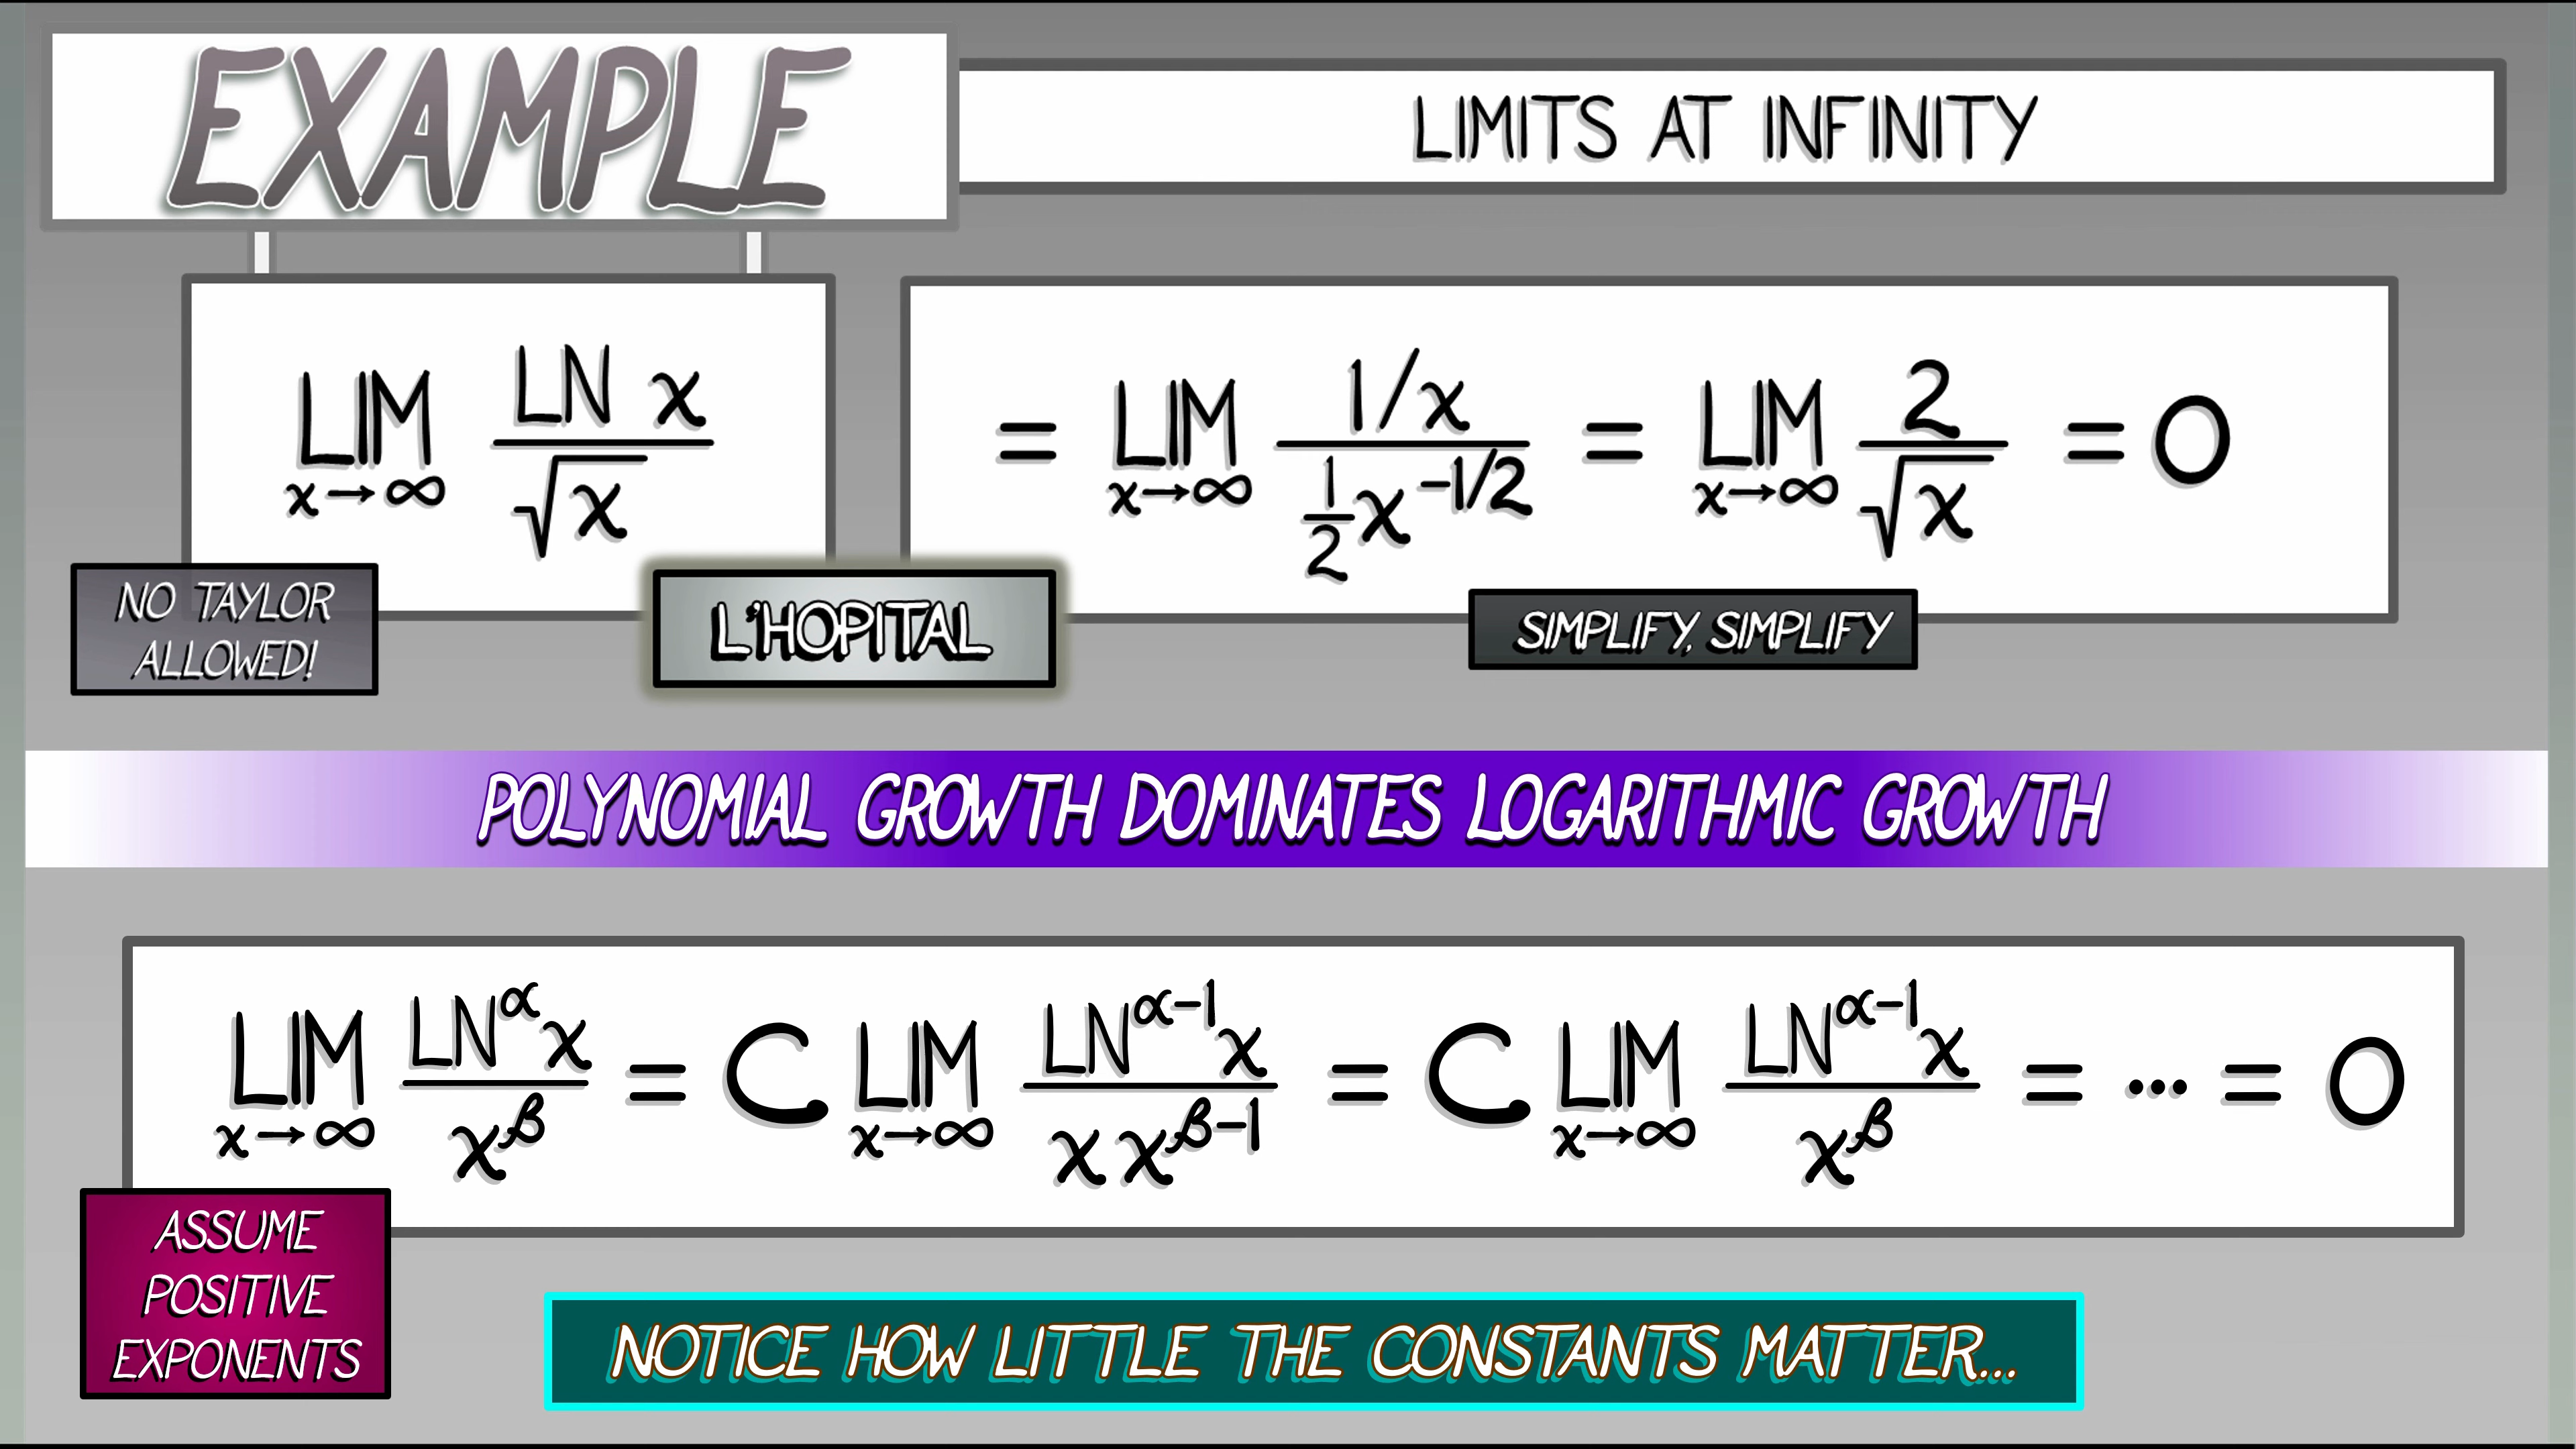 EXAMPLE
LIMITS AT INFINITY
LIM x→∞ LN x / √x
= LIM x→∞ 1/x / ½x^-1/2 = LIM x→∞ 2 / √x = 0
NO TAYLOR
ALLOWED!
L'HOPITAL
SIMPLIFY, SIMPLIFY
POLYNOMIAL GROWTH DOMINATES LOGARITHMIC GROWTH
LIM x→∞ LN^α x / x^β = C LIM x→∞ LN^α-1 x / x x^β-1 = C LIM x→∞ LN^α-1 x / x^β = ... = 0
ASSUME
POSITIVE
EXPONENTS
NOTICE HOW LITTLE THE CONSTANTS MATTER...